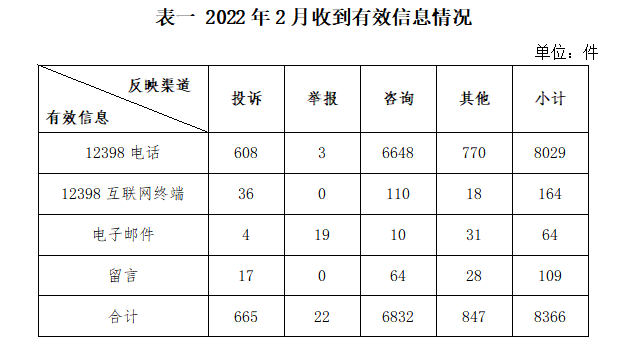 表一 2022 年 2 月收到有效信息情况
单位：件
反映渠道 投诉 举报 咨询 其他 小计
有效信息
12398 电话 608 3 6648 770 8029
12398 互联网终端 36 0 110 18 164
电子邮件 4 19 10 31 64
留言 17 0 64 28 109
合计 665 22 6832 847 8366